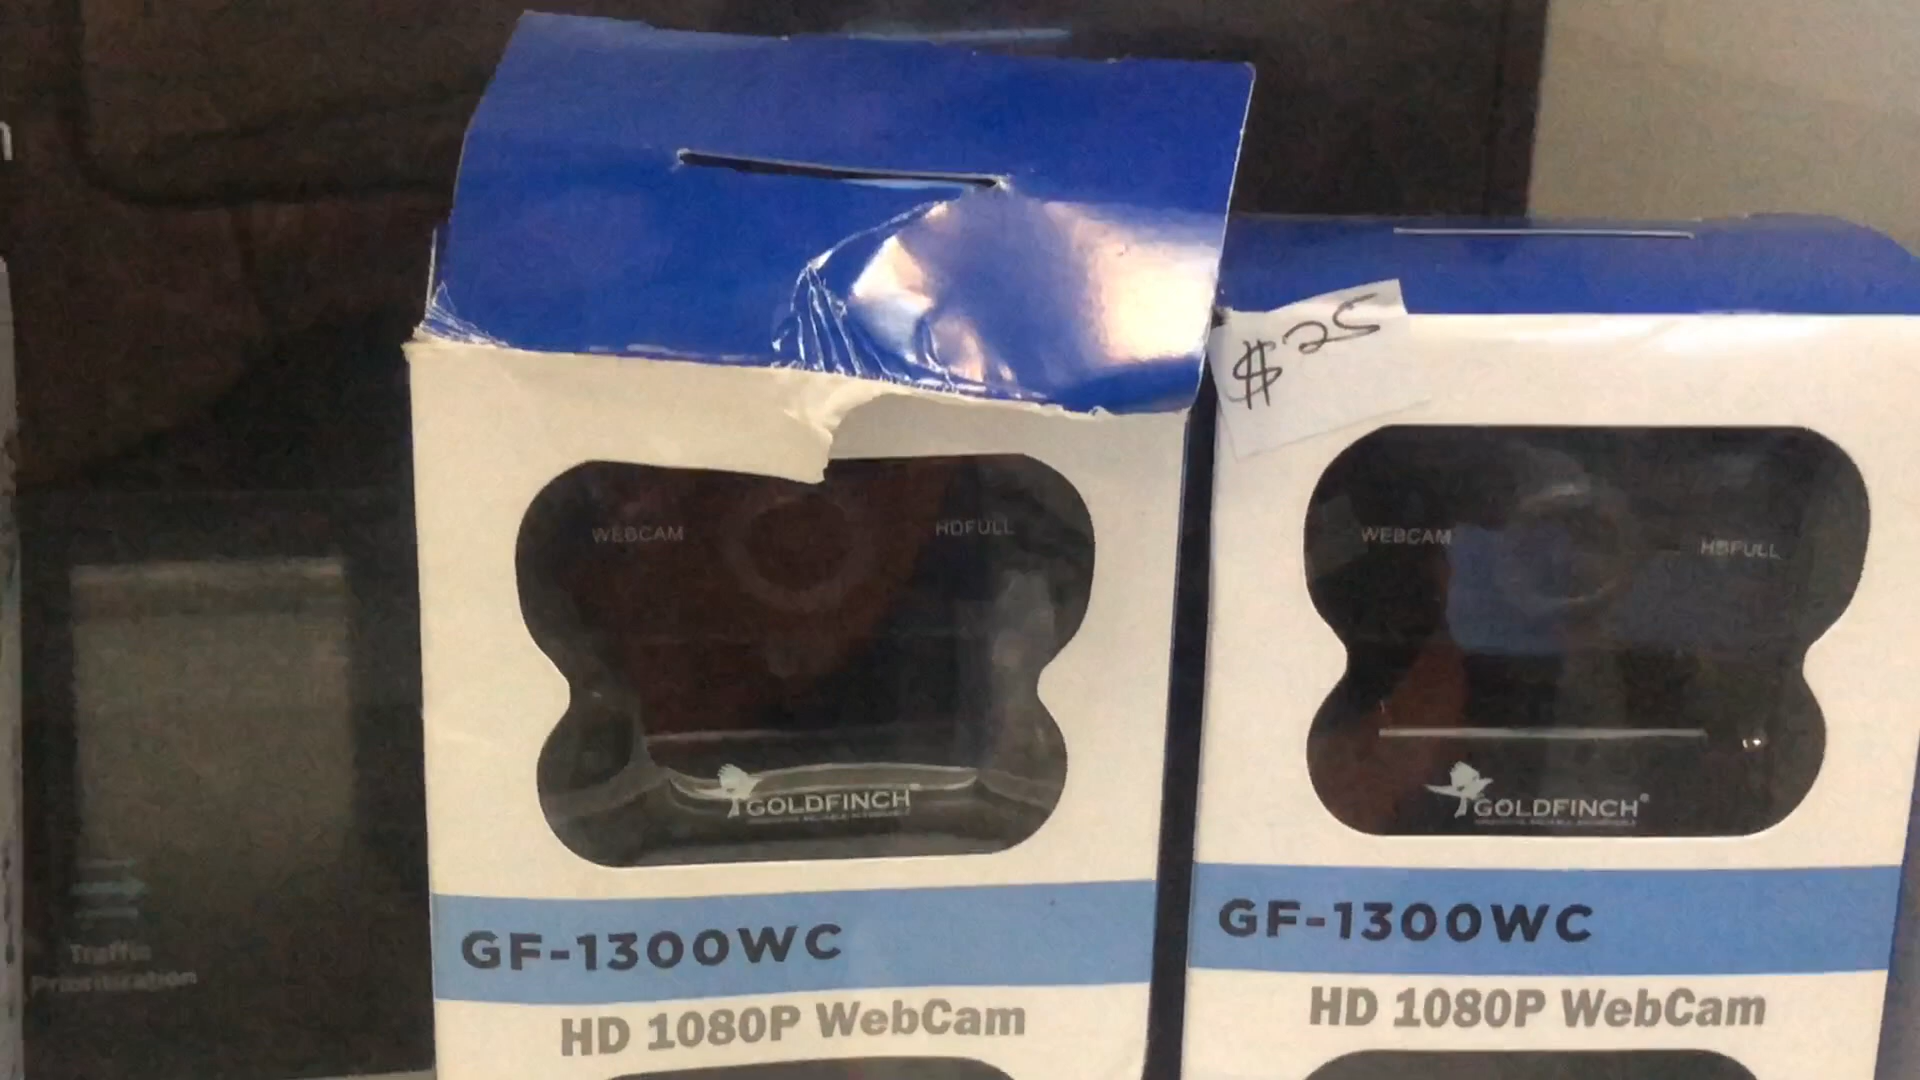 $25
WEBCAM
HDFULL
GOLDFINCH®
GF-1300WC
HD 1080P WebCam
WEBCAM
HDFULL
GOLDFINCH®
GF-1300WC
HD 1080P WebCam
Traffic
Prioritization